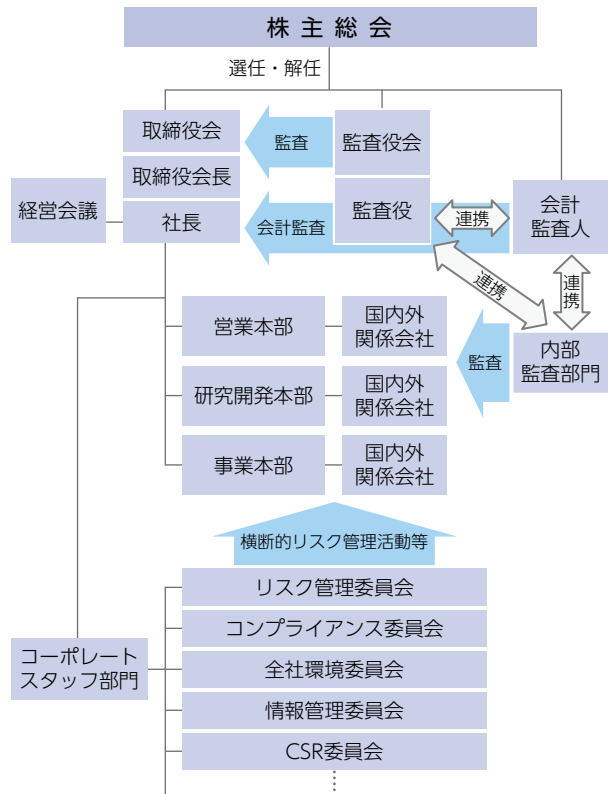 株主総会
選任・解任
取締役会
監査
監査役会
取締役会長
経営会議
社長
会計監査
監査役
連携
会計
監査人
連携
連携
営業本部
国内外
関係会社
監査
内部
監査部門
研究開発本部
国内外
関係会社
事業本部
国内外
関係会社
横断的リスク管理活動等
リスク管理委員会
コンプライアンス委員会
コーポレート
スタッフ部門
全社環境委員会
情報管理委員会
CSR委員会